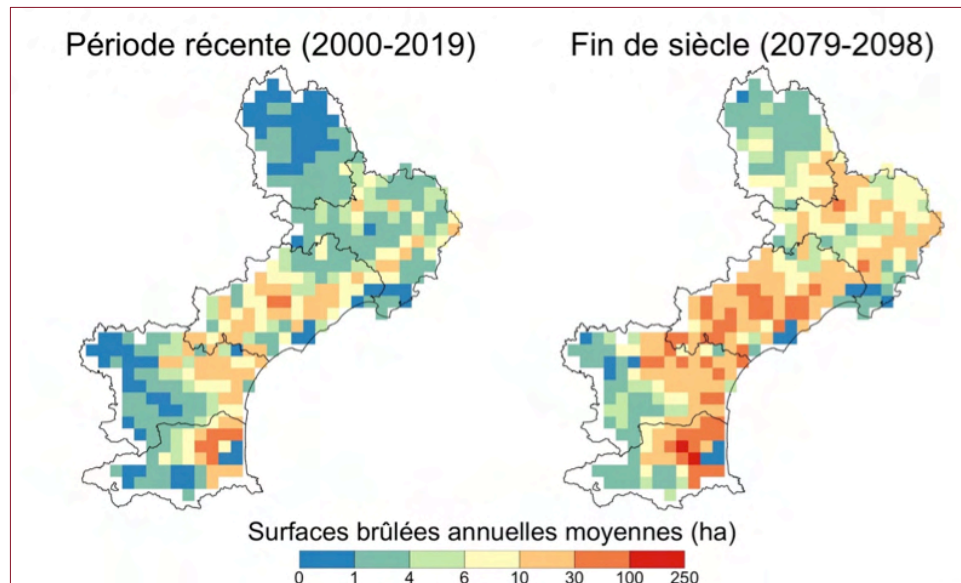 Période récente (2000-2019)
Fin de siècle (2079-2098)
Surfaces brûlées annuelles moyennes (ha)
0 1 4 6 10 30 100 250